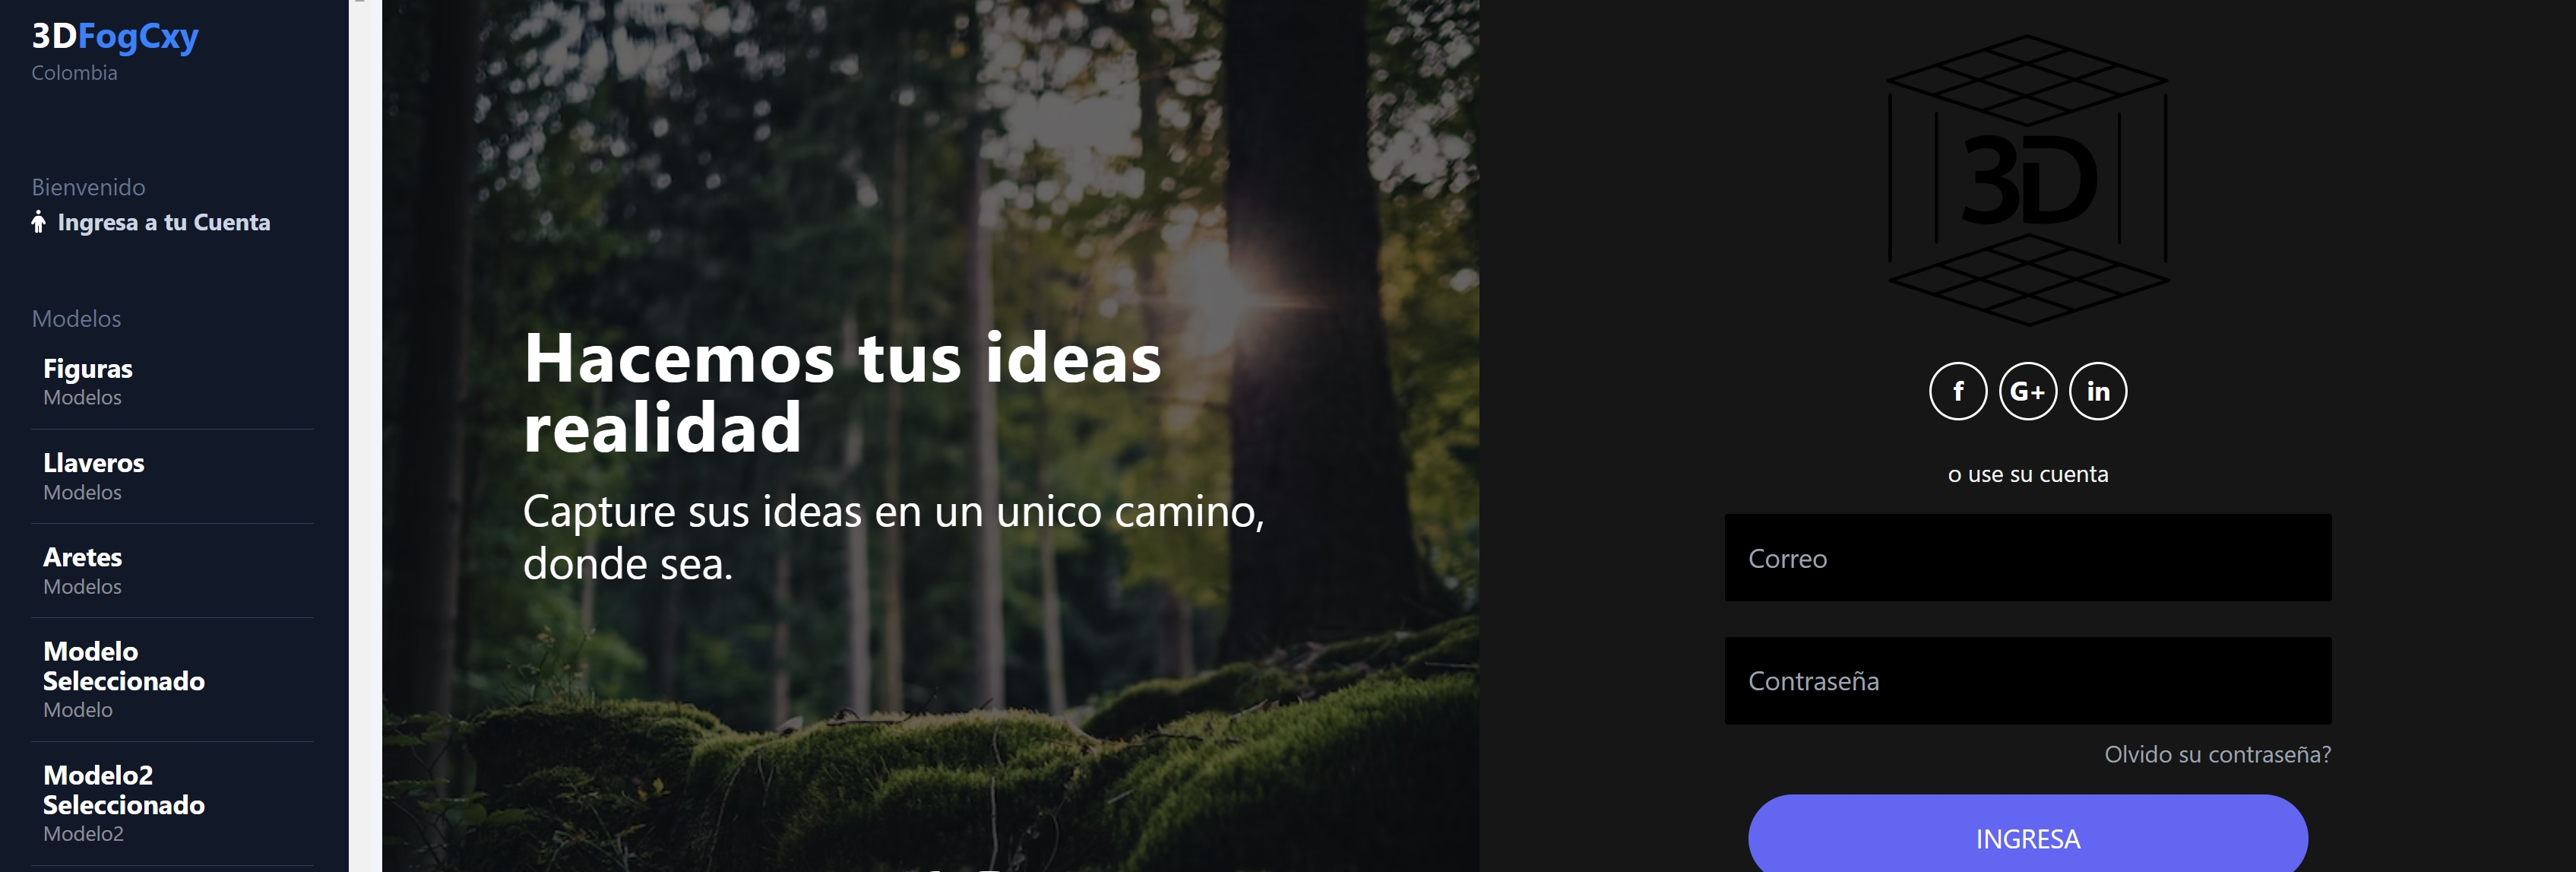 3DFogCxy
Colombia
Bienvenido
Ingresa a tu Cuenta
Modelos
Figuras
Modelos
Llaveros
Modelos
Aretes
Modelos
Modelo
Seleccionado
Modelo
Modelo2
Seleccionado
Modelo2
Hacemos tus ideas
realidad
Capture sus ideas en un unico camino,
donde sea.
3D
f G+ in
o use su cuenta
Correo
Contraseña
Olvido su contraseña?
INGRESA